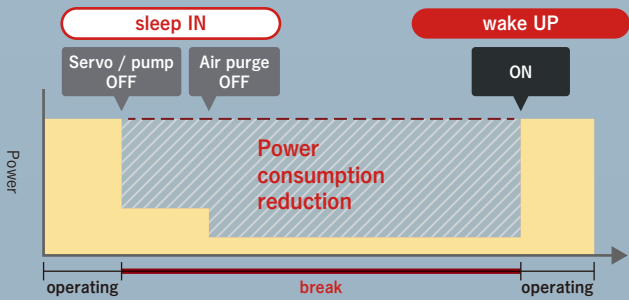 sleep IN
wake UP
Servo / pump
OFF
Air purge
OFF
ON
Power
Power
consumption
reduction
operating
break
operating